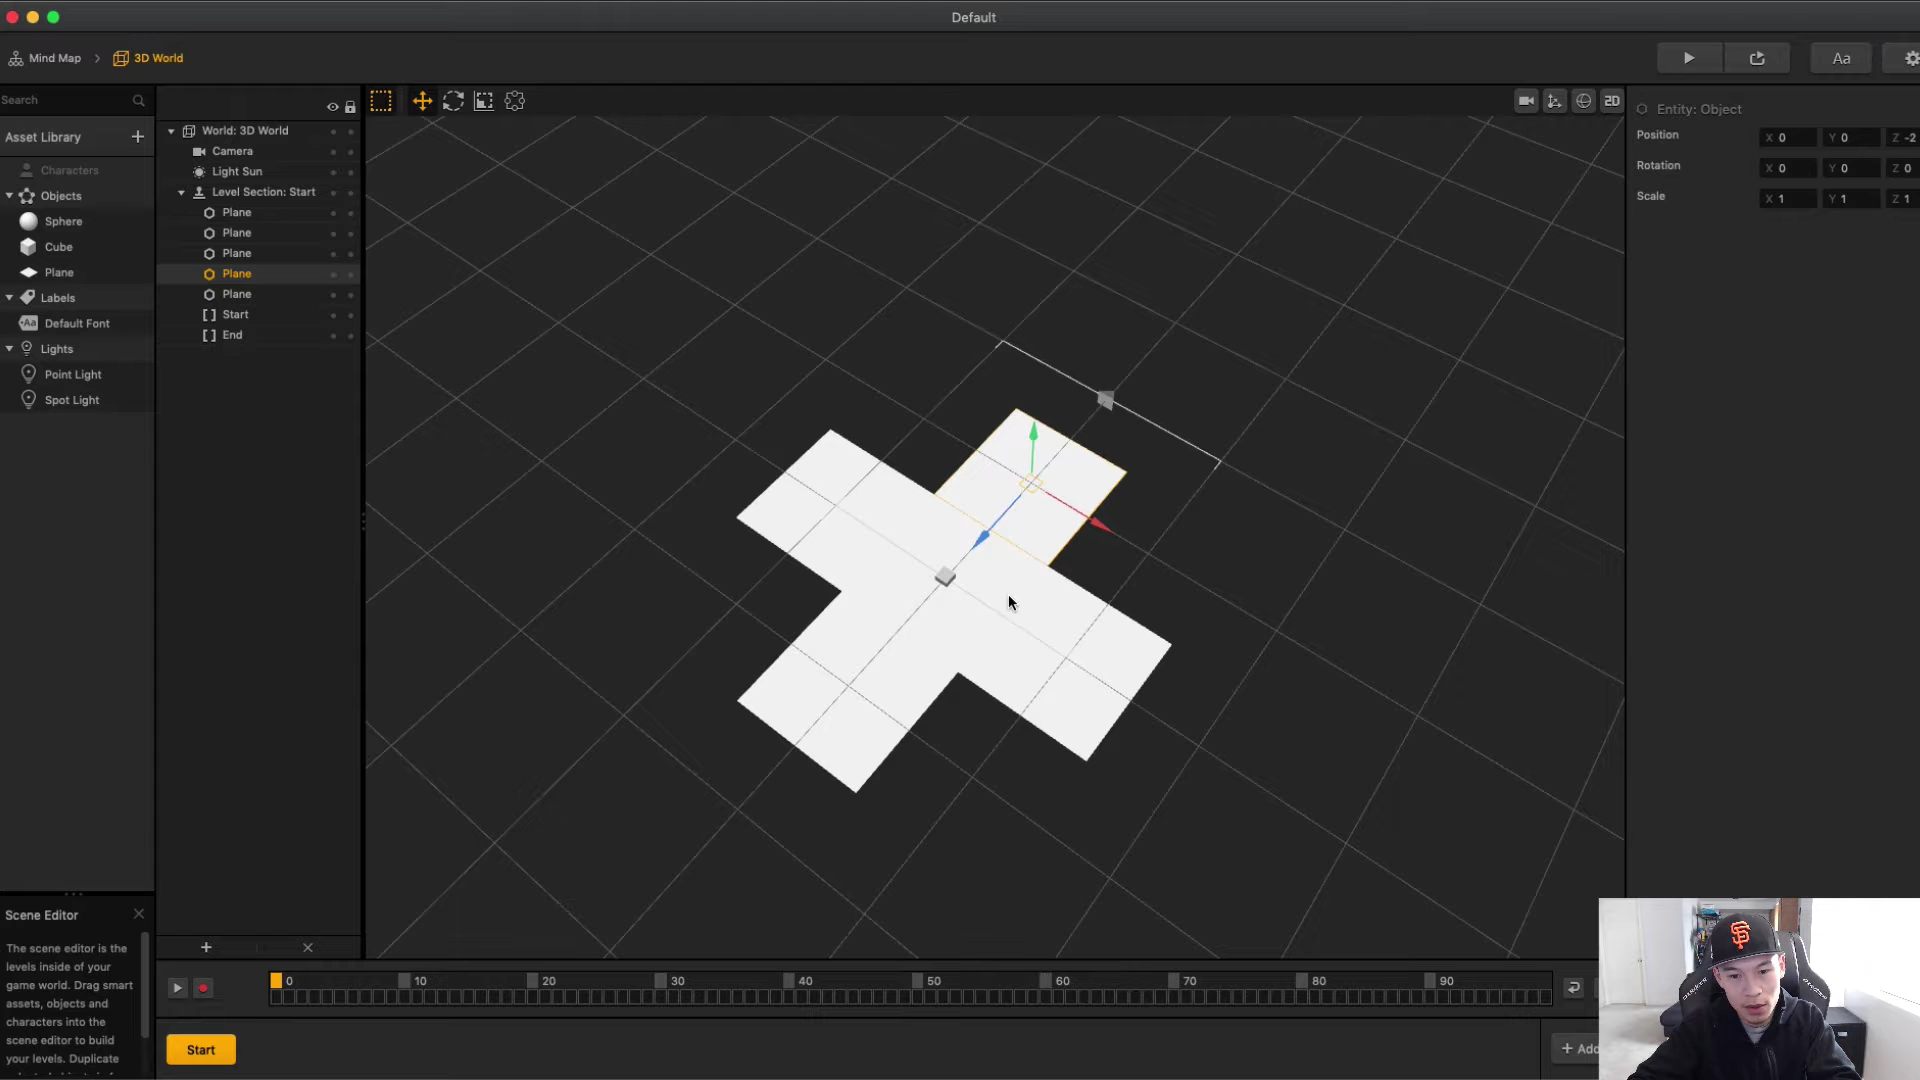 Default
Mind Map
3D World
Aa
Search
Asset Library
Characters
Objects
Sphere
Cube
Plane
Labels
Aa
Default Font
Lights
Point Light
Spot Light
World: 3D World
Camera
Light Sun
Level Section: Start
Plane
Plane
Plane
Plane
Plane
Start
End
2D
Entity: Object
Position X 0 Y 0 Z -2
Rotation X 0 Y 0 Z 0
Scale X 1 Y 1 Z 1
Scene Editor
The scene editor is the
levels inside of your
game world. Drag smart
assets, objects and
characters into the
scene editor to build
your levels. Duplicate
0 10 20 30 40 50 60 70 80 90
Start
+ Add
SF